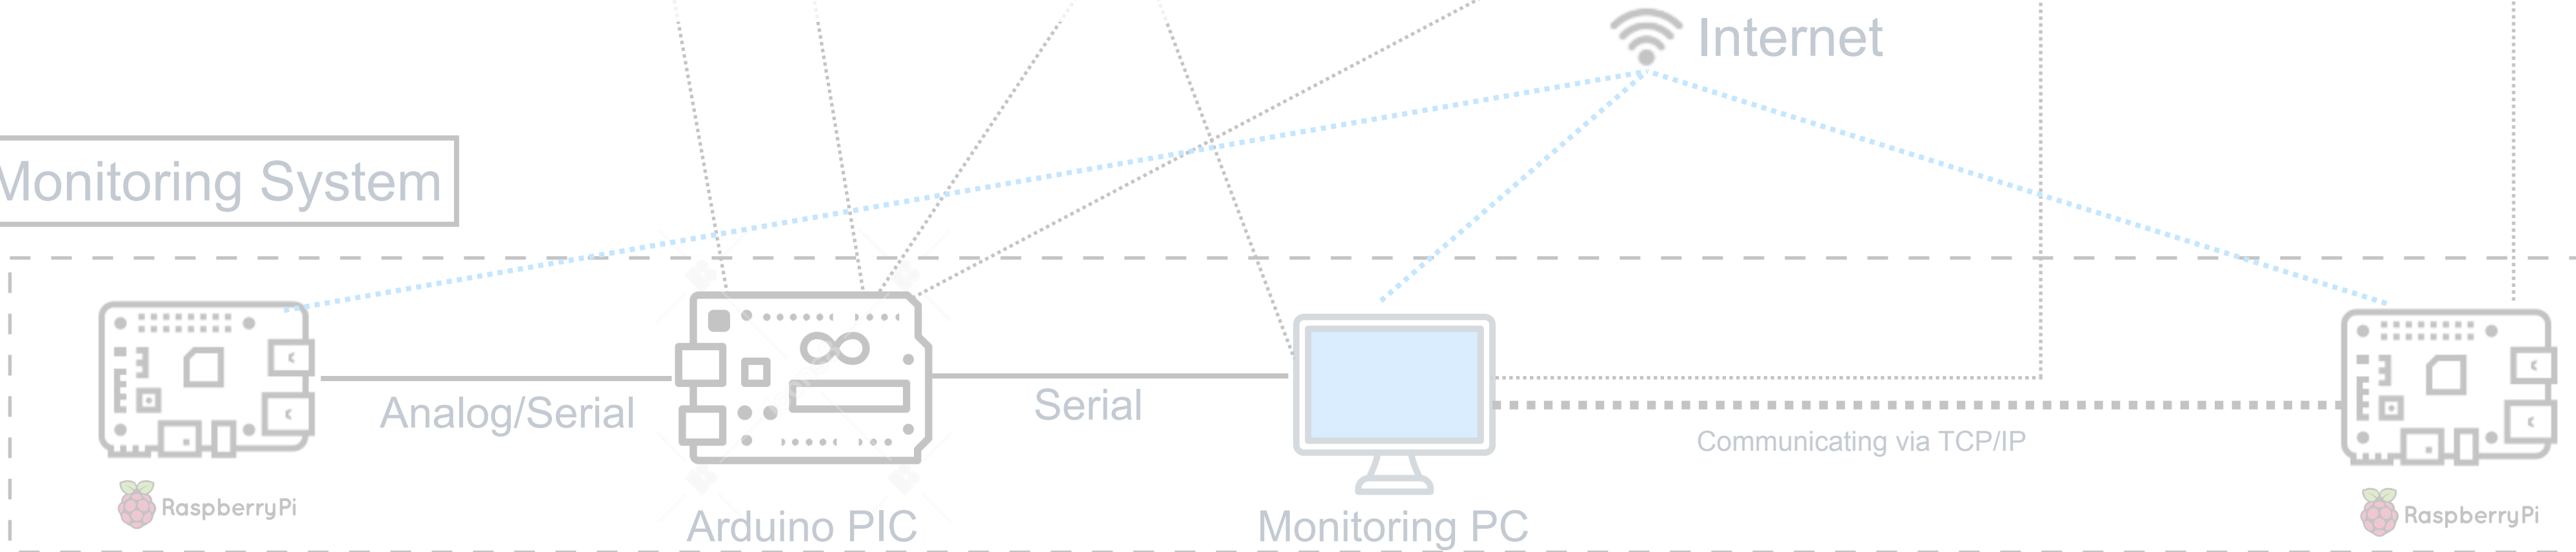 Internet
Monitoring System
Analog/Serial
Serial
Communicating via TCP/IP
RaspberryPi
Arduino PIC
Monitoring PC
RaspberryPi